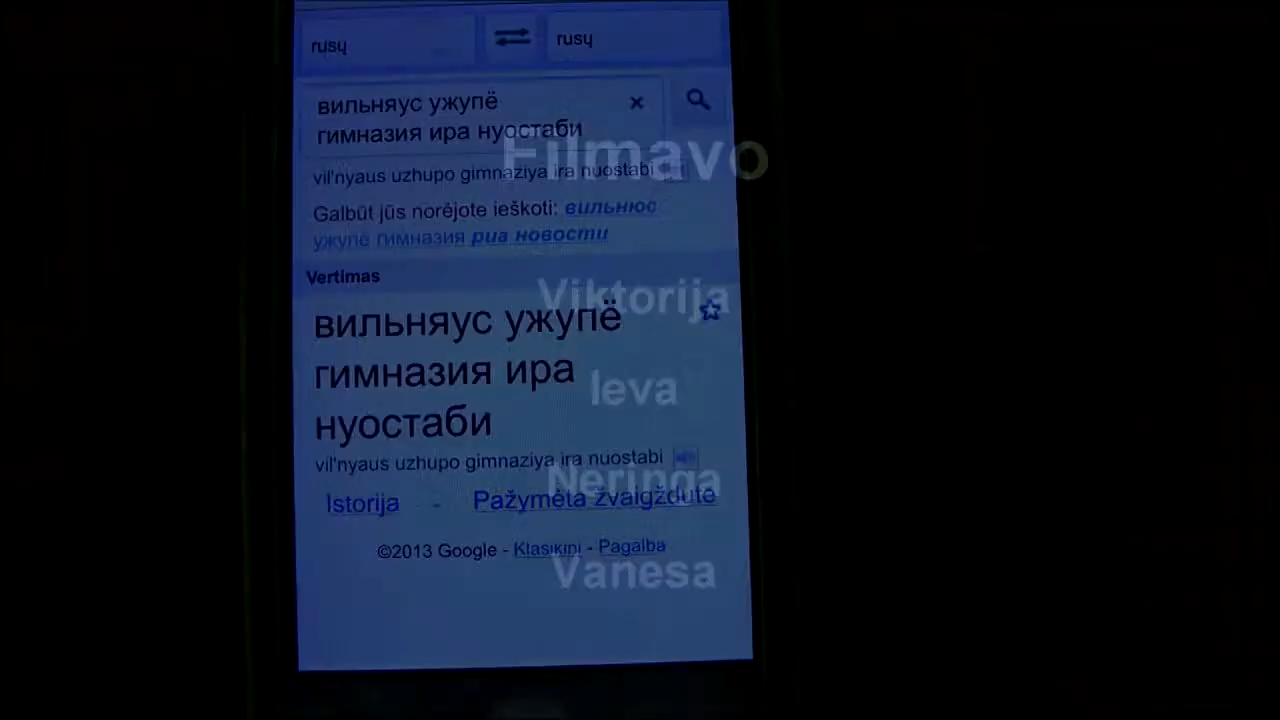 rusų
rusų
вильняус ужупё
гимназия ира нуостаби
Filmavo
vil'nyaus uzhupo gimnaziya ira nuostabi
Galbūt jūs norėjote ieškoti: вильнюс
ужупё гимназия риа новости
Vertimas
Viktorija
вильняус ужупё
гимназия ира
Ieva
нуостаби
vil'nyaus uzhupo gimnaziya ira nuostabi
Neringa
Istorija - Pažymėta žvaigždute
©2013 Google - Klasikini - Pagalba
Vanesa